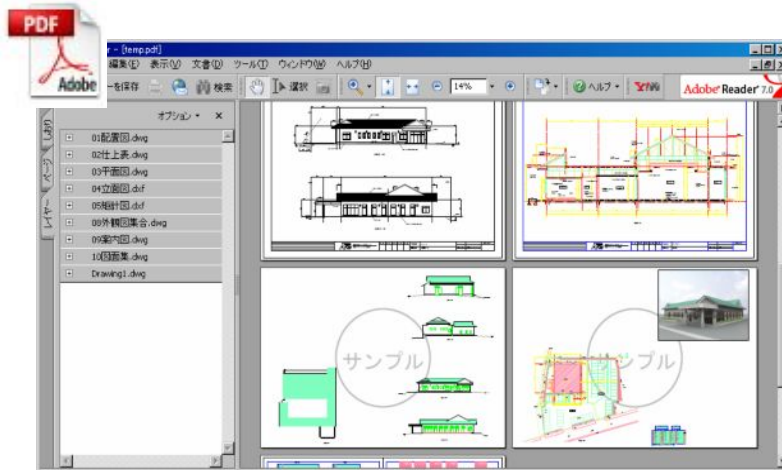 PDF
Adobe
r - [temp.pdf]
編集(E) 表示(V) 文書(D) ツール(T) ウィンドウ(W) ヘルプ(H)
ーを保存 検索 選択 14% ヘルプ Y! Adobe Reader 7.0
オプション
しおり
ページ
レイヤー
01配置図.dwg
02仕上表.dwg
03平面図.dwg
04立面図.dxf
05矩計図.dxf
08外観図集合.dwg
09案内図.dwg
10図面集.dwg
Drawing1.dwg
サンプル
サンプル